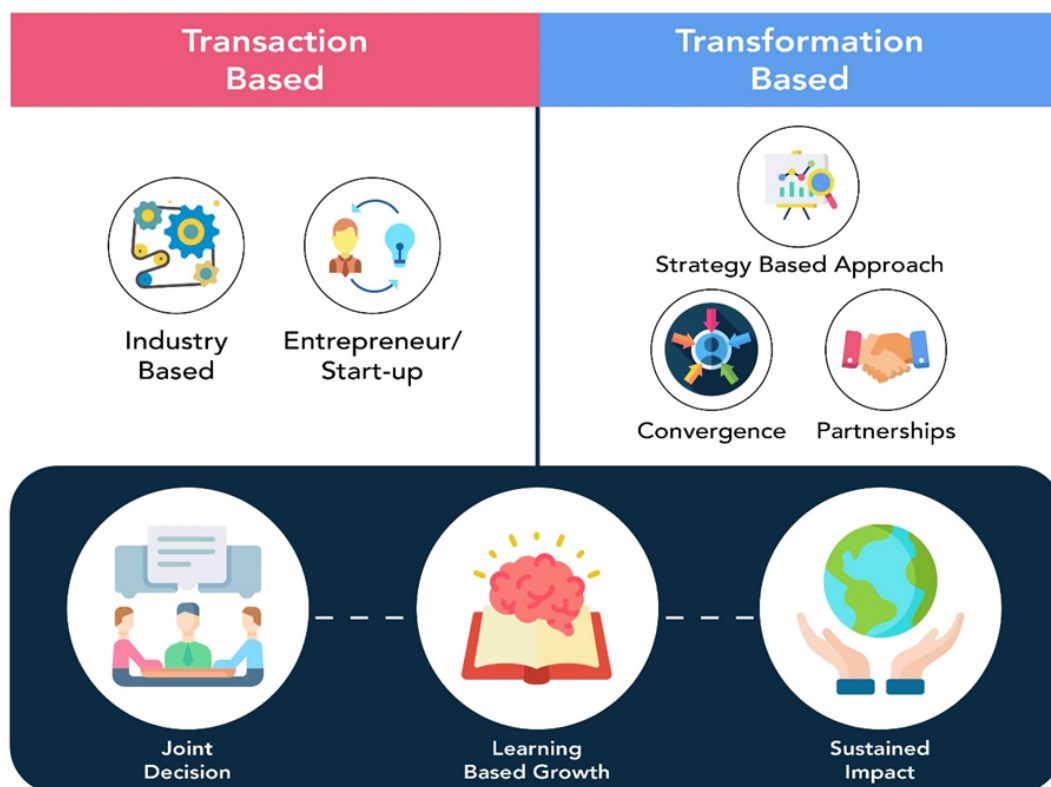 Transaction
Based
Transformation
Based
Industry
Based
Entrepreneur/
Start-up
Strategy Based Approach
Convergence
Partnerships
Joint
Decision
Learning
Based Growth
Sustained
Impact